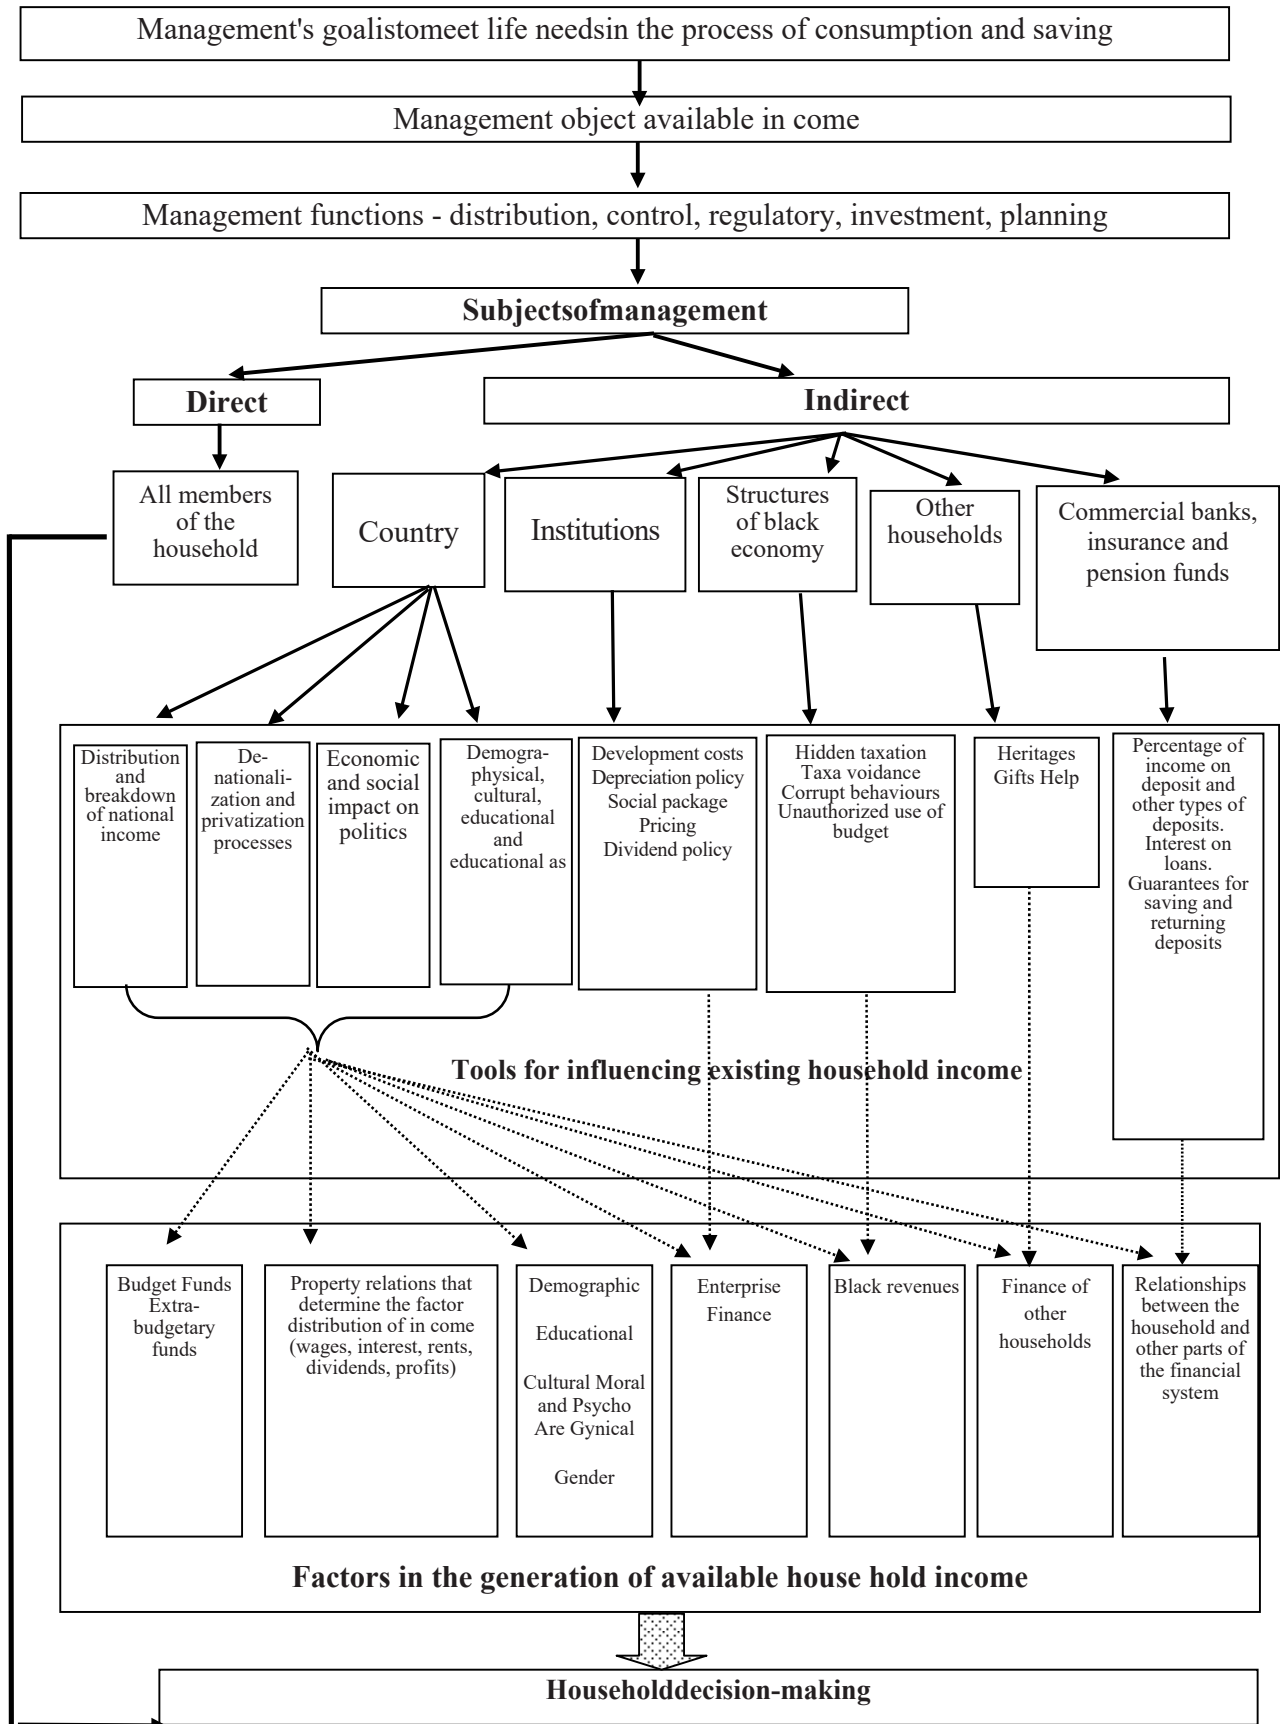 Management's goalistomeet life needsin the process of consumption and saving
Management object available in come
Management functions - distribution, control, regulatory, investment, planning
Subjectsofmanagement
Direct
Indirect
All members
of the
household
Country
Institutions
Structures
of black
economy
Other
households
Commercial banks,
insurance and
pension funds
Distribution
and
breakdown
of national
income
De-
nationali-
zation and
privatization
processes
Economic
and social
impact on
politics
Demogra-
physical,
cultural,
educational
and
educational as
Development costs
Depreciation policy
Social package
Pricing
Dividend policy
Hidden taxation
Taxa voidance
Corrupt behaviours
Unauthorized use of
budget
Heritages
Gifts Help
Percentage of
income on
deposit and
other types of
deposits.
Interest on
loans.
Guarantees for
saving and
returning
deposits
Tools for influencing existing household income
Budget Funds
Extra-
budgetary
funds
Property relations that
determine the factor
distribution of in come
(wages, interest, rents,
dividends, profits)
Demographic
Educational
Cultural Moral
and Psycho
Are Gynical
Gender
Enterprise
Finance
Black revenues
Finance of
other
households
Relationships
between the
household and
other parts of
the financial
system
Factors in the generation of available house hold income
Householddecision-making